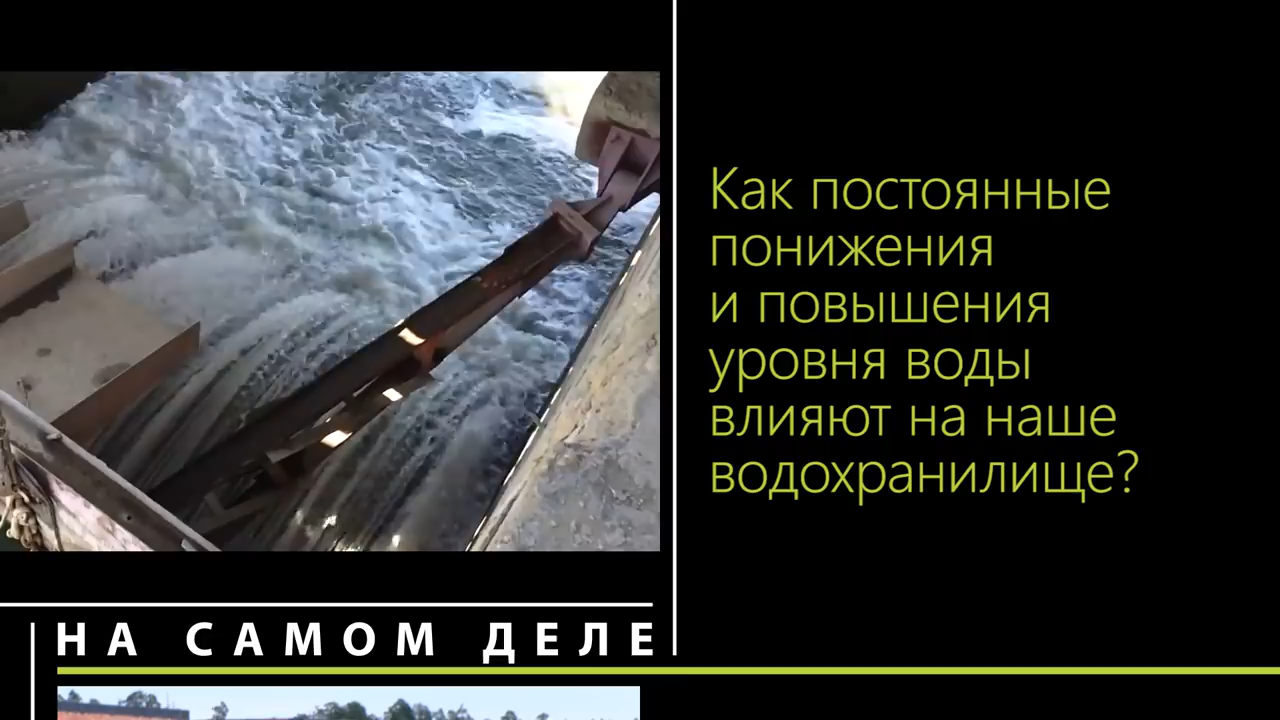 Как постоянные
понижения
и повышения
уровня воды
влияют на наше
водохранилище?
НА САМОМ ДЕЛЕ